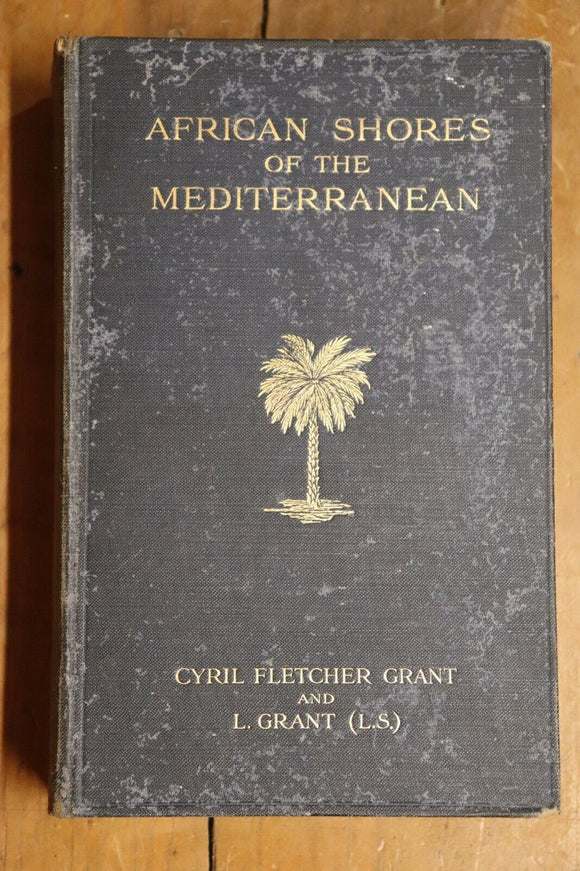 AFRICAN SHORES
OF THE
MEDITERRANEAN
CYRIL FLETCHER GRANT
AND
L. GRANT (L.S.)